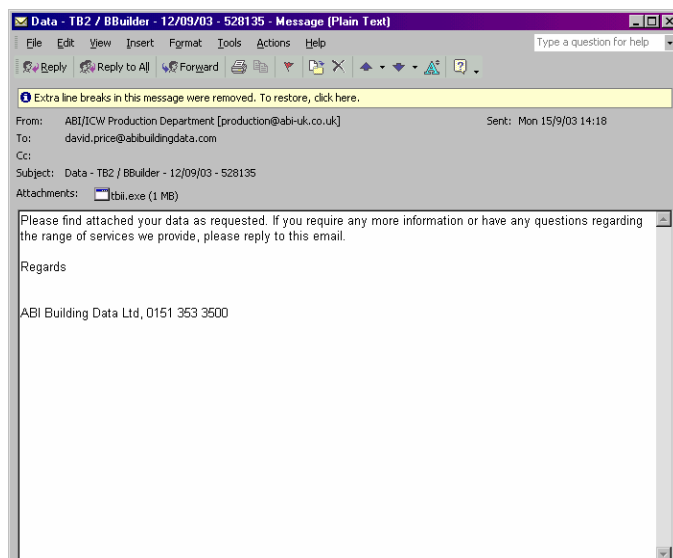 Data - TB2 / BBuilder - 12/09/03 - 528135 - Message (Plain Text)
File Edit View Insert Format Tools Actions Help Type a question for help
Reply Reply to All Forward
Extra line breaks in this message were removed. To restore, click here.
From: ABI/ICW Production Department [production@abi-uk.co.uk] Sent: Mon 15/9/03 14:18
To: david.price@abibuildingdata.com
Cc:
Subject: Data - TB2 / BBuilder - 12/09/03 - 528135
Attachments: tbii.exe (1 MB)
Please find attached your data as requested. If you require any more information or have any questions regarding
the range of services we provide, please reply to this email.
Regards
ABI Building Data Ltd, 0151 353 3500